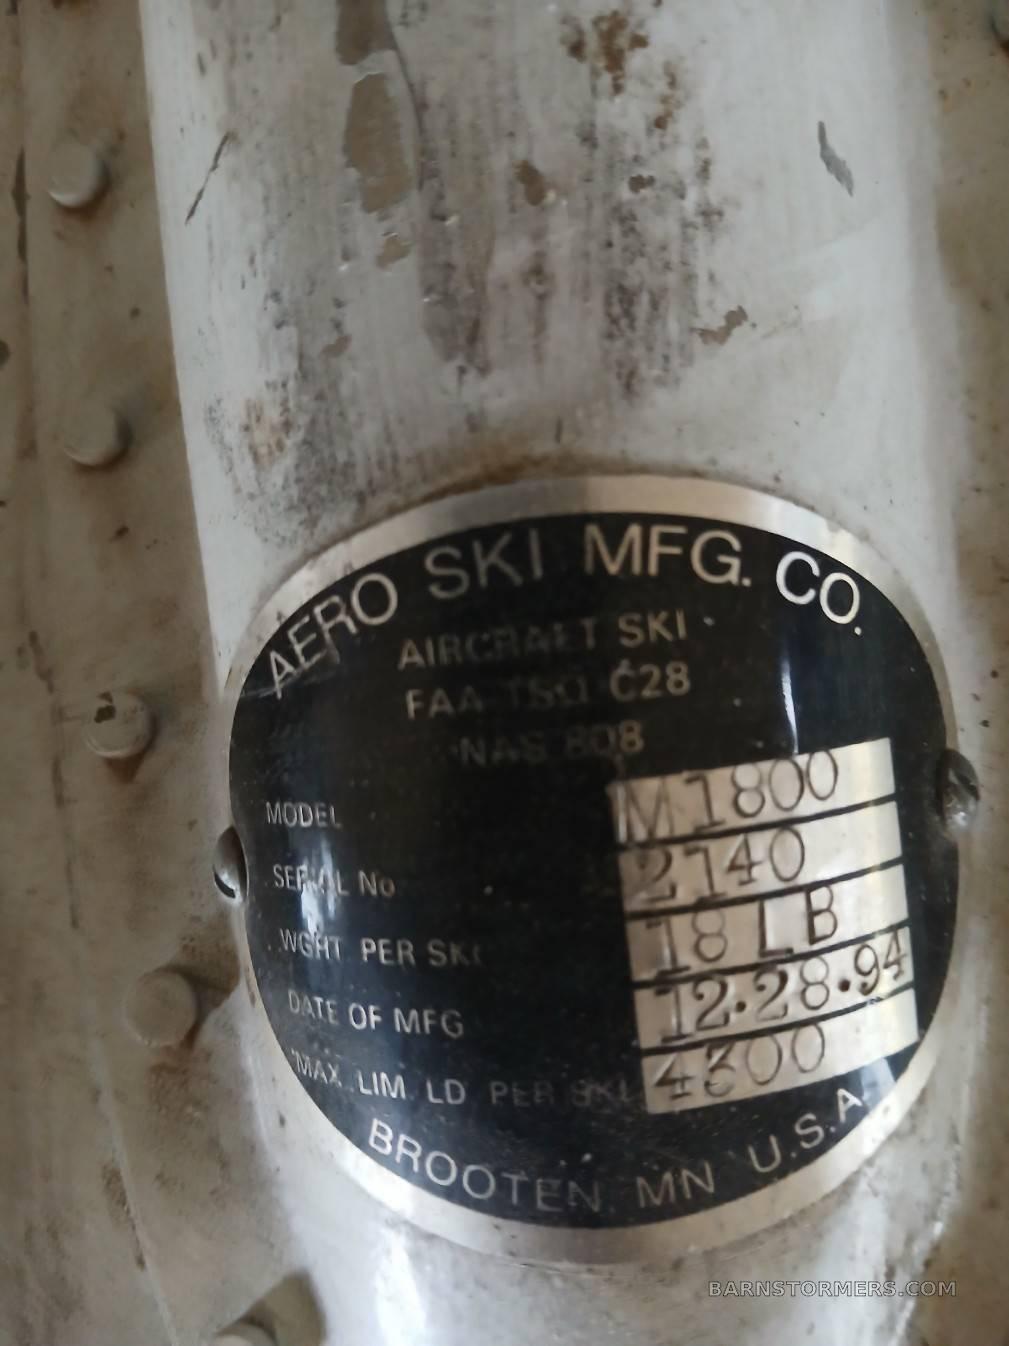 AERO SKI MFG. CO.
AIRCRAFT SKI
FAA TSO C28
NAS 808
MODEL M1800
SERIAL No 2140
WGHT PER SKI 18 LB
DATE OF MFG 12·28·94
MAX. LIM. LD PER SKI 4300
BROOTEN MN U.S.A.
BARNSTORMERS.COM